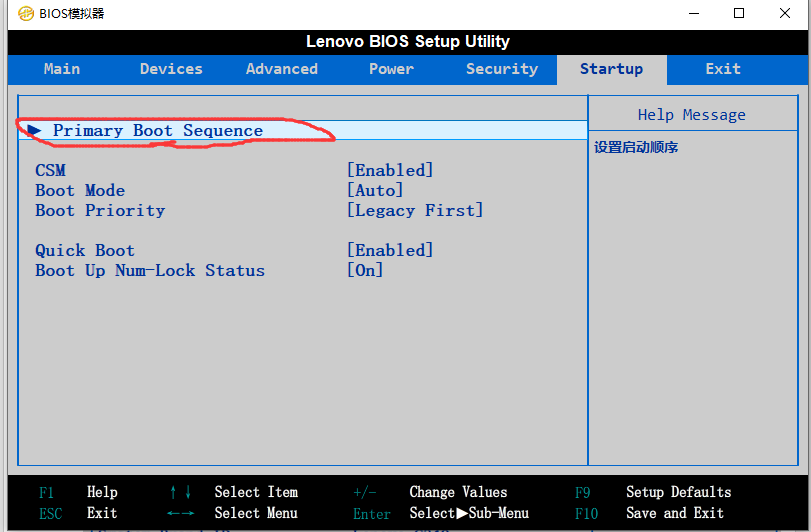 BIOS模拟器
Lenovo BIOS Setup Utility
Main Devices Advanced Power Security Startup Exit
Primary Boot Sequence
Help Message
设置启动顺序
CSM [Enabled]
Boot Mode [Auto]
Boot Priority [Legacy First]
Quick Boot [Enabled]
Boot Up Num-Lock Status [On]
F1 Help ↑↓ Select Item +/- Change Values F9 Setup Defaults
ESC Exit ←→ Select Menu Enter Select▶Sub-Menu F10 Save and Exit